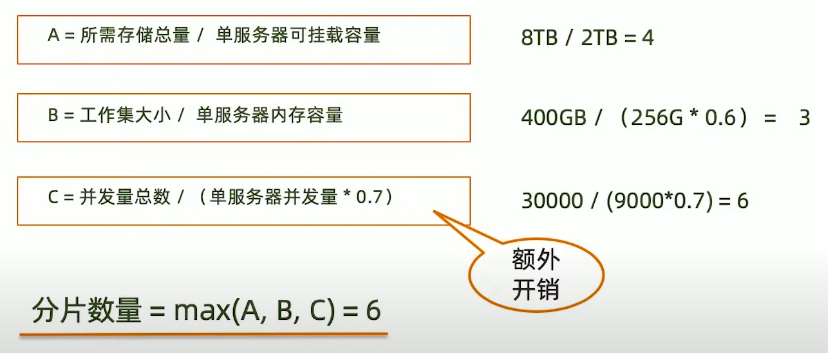 A = 所需存储总量 / 单服务器可挂载容量
8TB / 2TB = 4
B = 工作集大小 / 单服务器内存容量
400GB / （256G * 0.6） = 3
C = 并发量总数 / （单服务器并发量 * 0.7）
30000 / (9000*0.7) = 6
额外
开销
分片数量 = max(A, B, C) = 6